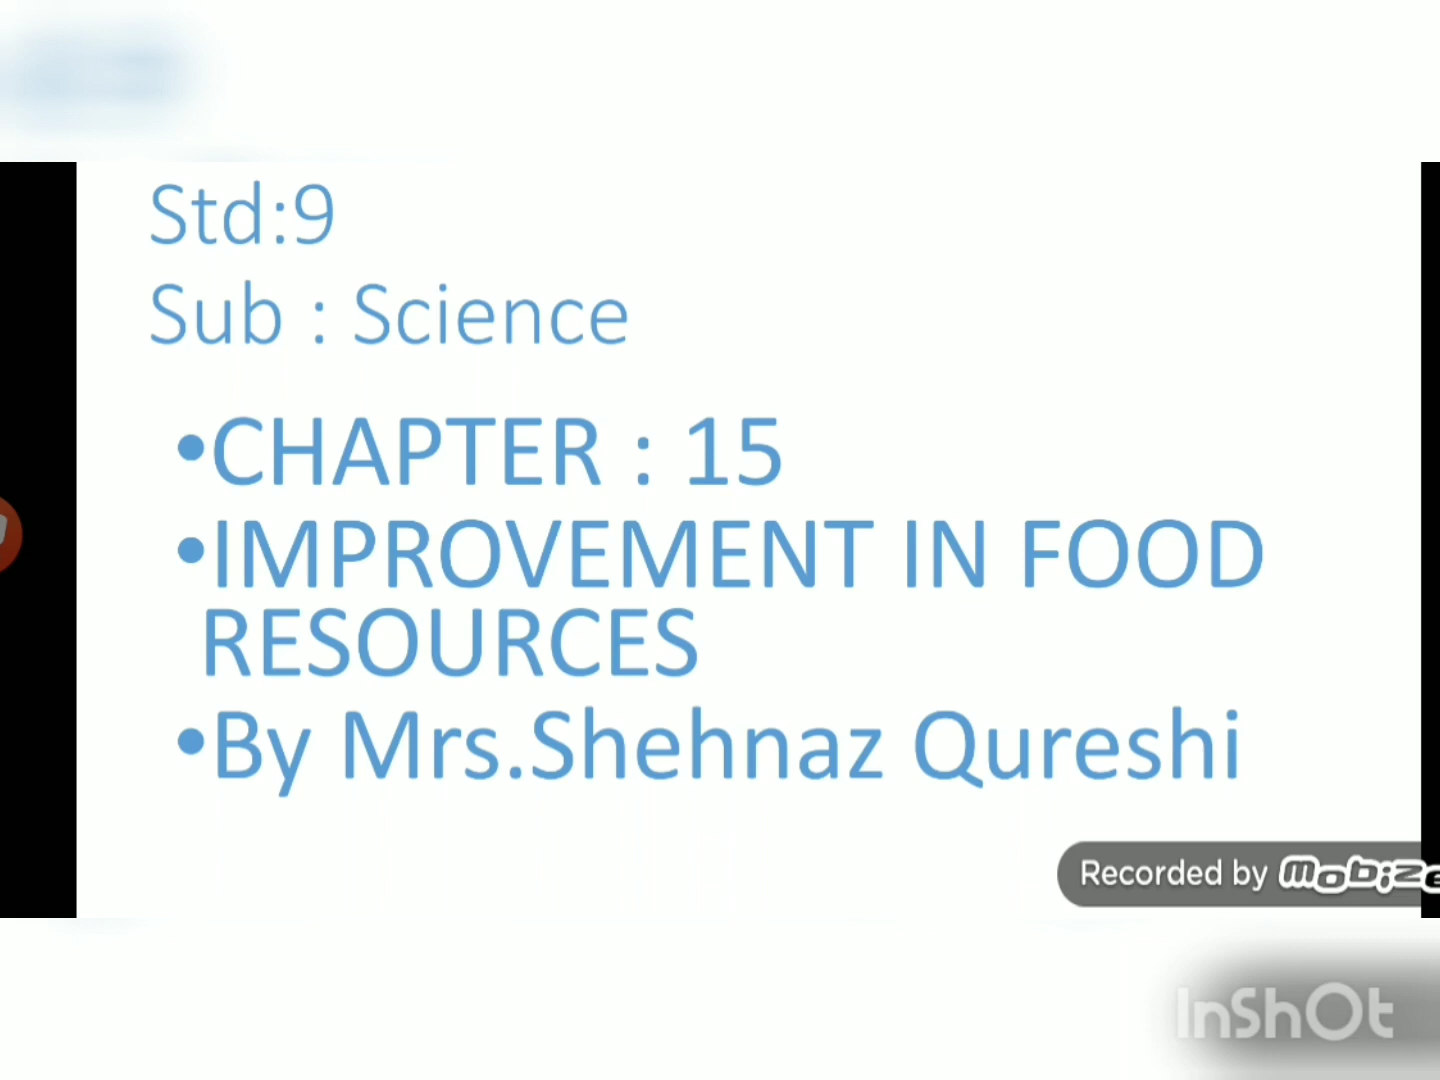 Std:9
Sub : Science
•CHAPTER : 15
•IMPROVEMENT IN FOOD
RESOURCES
•By Mrs.Shehnaz Qureshi
Recorded by
InShOt